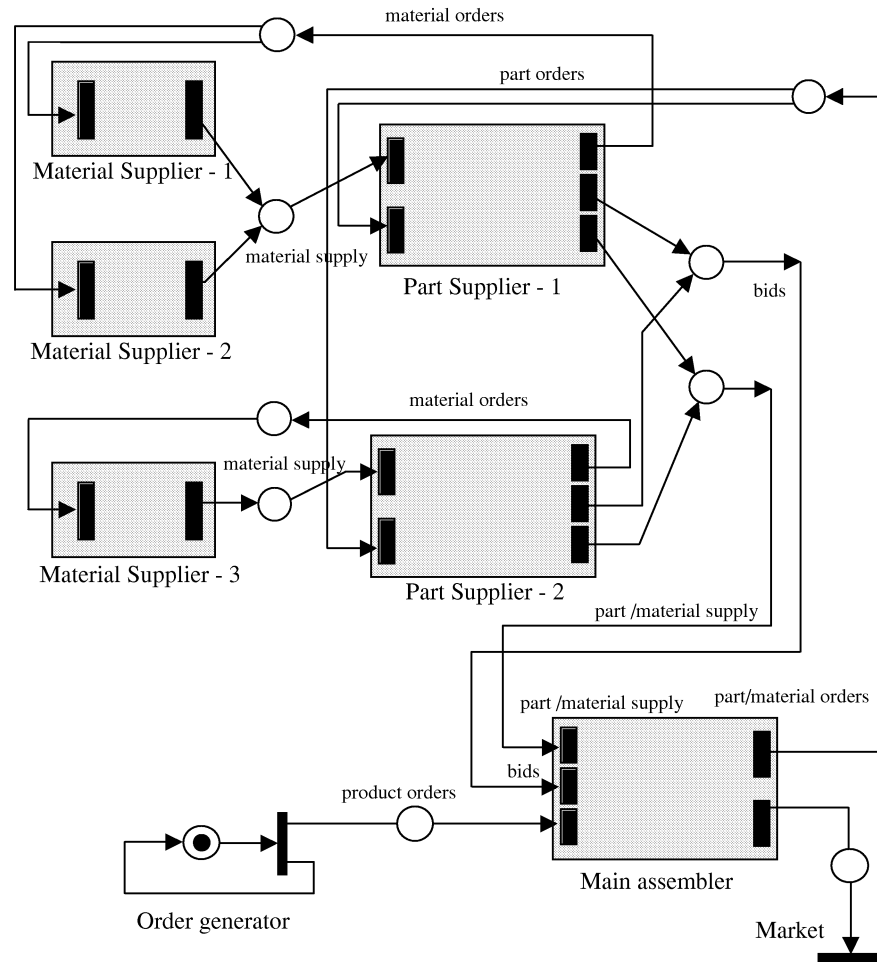 material orders
part orders
Material Supplier - 1
material supply
Part Supplier - 1
bids
Material Supplier - 2
material orders
material supply
Material Supplier - 3
Part Supplier - 2
part /material supply
part /material supply
part/material orders
bids
product orders
Main assembler
Order generator
Market